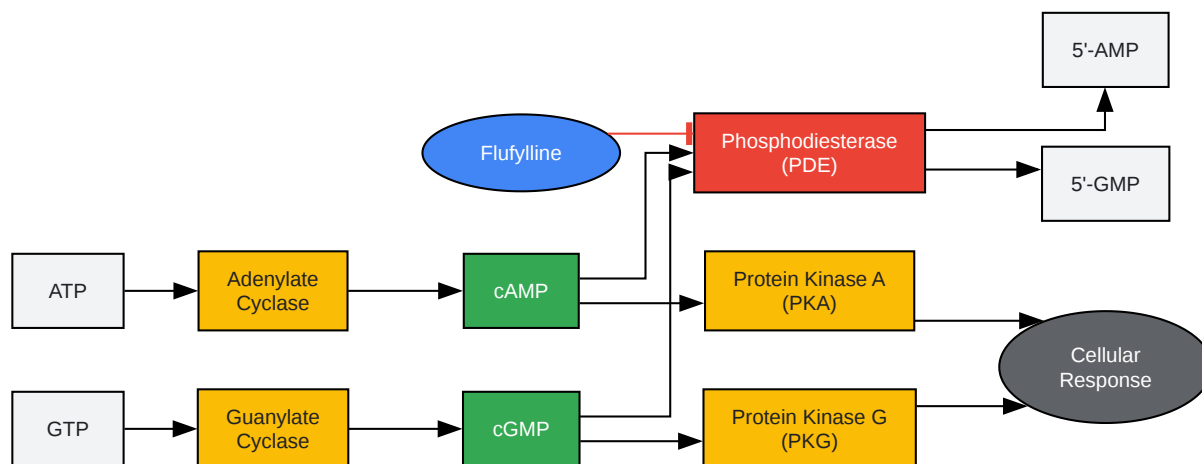 5'-AMP
Flufylline
Phosphodiesterase
(PDE)
5'-GMP
ATP
Adenylate
Cyclase
cAMP
Protein Kinase A
(PKA)
Cellular
Response
GTP
Guanylate
Cyclase
cGMP
Protein Kinase G
(PKG)